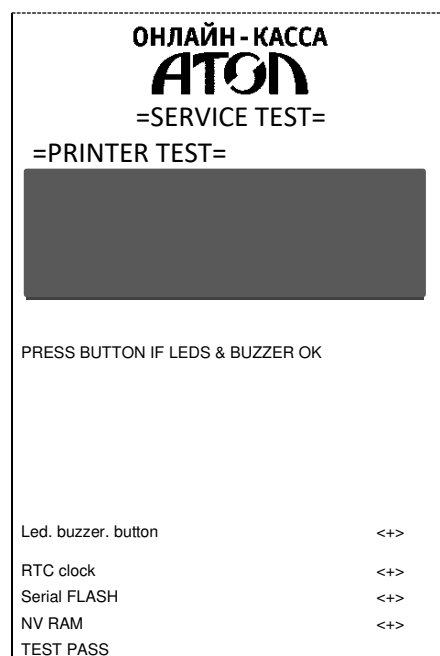 ОНЛАЙН-КАССА
АТОЛ
=SERVICE TEST=
=PRINTER TEST=
PRESS BUTTON IF LEDS & BUZZER OK
Led. buzzer. button <+>
RTC clock <+>
Serial FLASH <+>
NV RAM <+>
TEST PASS